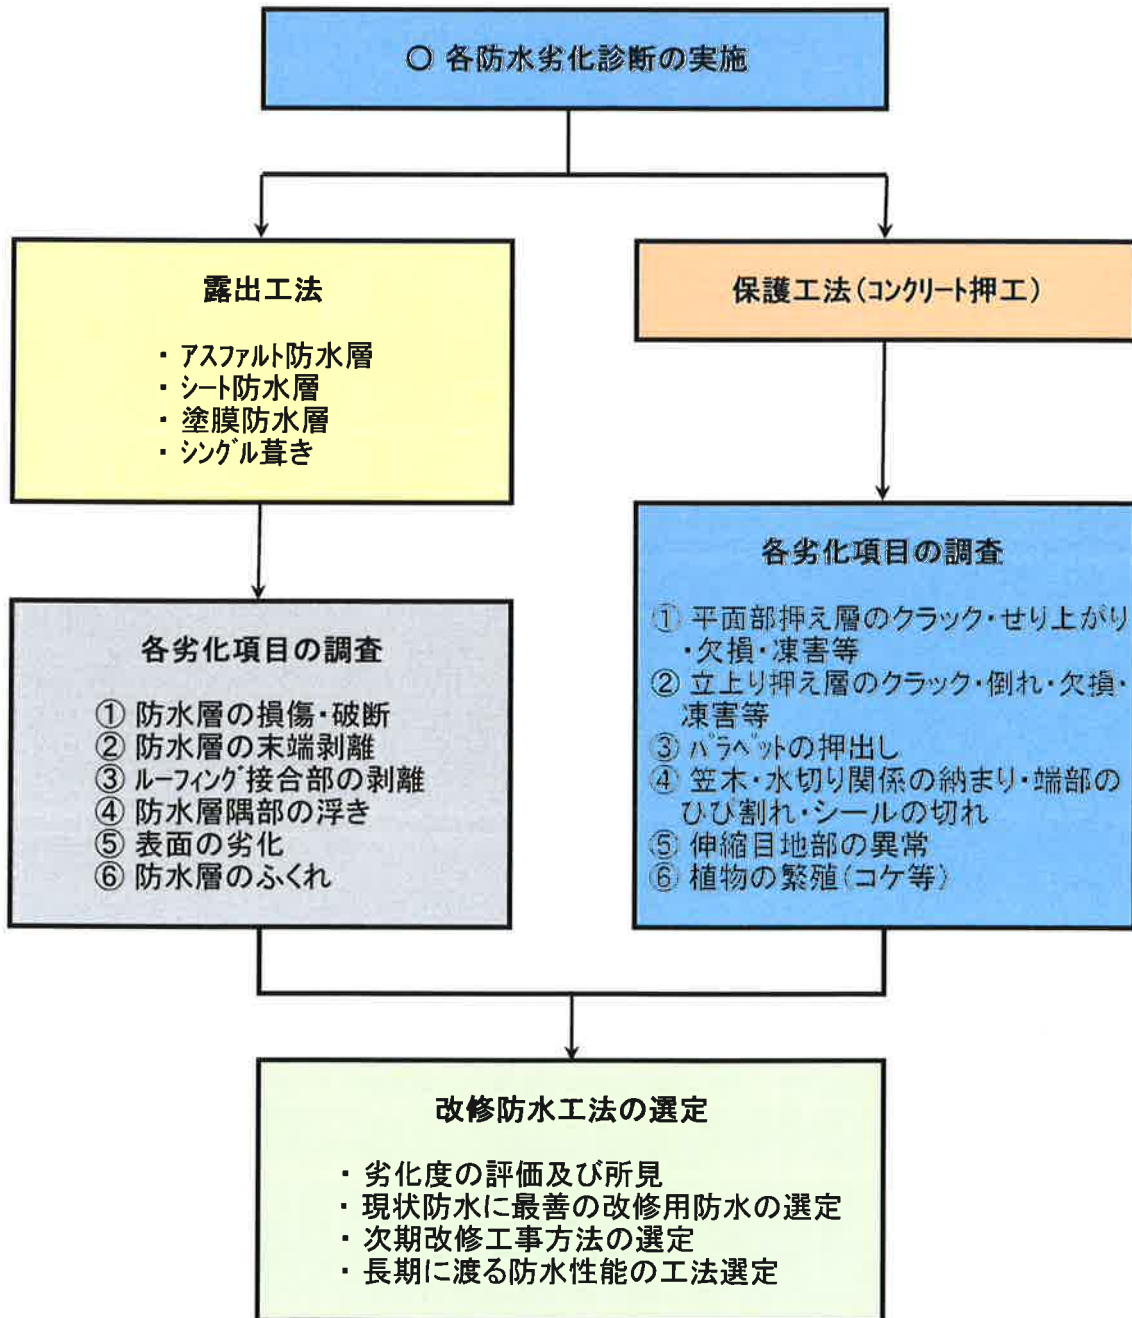 〇 各防水劣化診断の実施
露出工法
・ アスファルト防水層
・ シート防水層
・ 塗膜防水層
・ シングル葺き
保護工法(コンクリート押工)
各劣化項目の調査
① 防水層の損傷・破断
② 防水層の末端剥離
③ ルーフィング接合部の剥離
④ 防水層隅部の浮き
⑤ 表面の劣化
⑥ 防水層のふくれ
各劣化項目の調査
① 平面部押え層のクラック・せり上がり
・欠損・凍害等
② 立上り押え層のクラック・倒れ・欠損・
凍害等
③ パラペットの押出し
④ 笠木・水切り関係の納まり・端部の
ひび割れ・シールの切れ
⑤ 伸縮目地部の異常
⑥ 植物の繁殖(コケ等)
改修防水工法の選定
・ 劣化度の評価及び所見
・ 現状防水に最善の改修用防水の選定
・ 次期改修工事方法の選定
・ 長期に渡る防水性能の工法選定